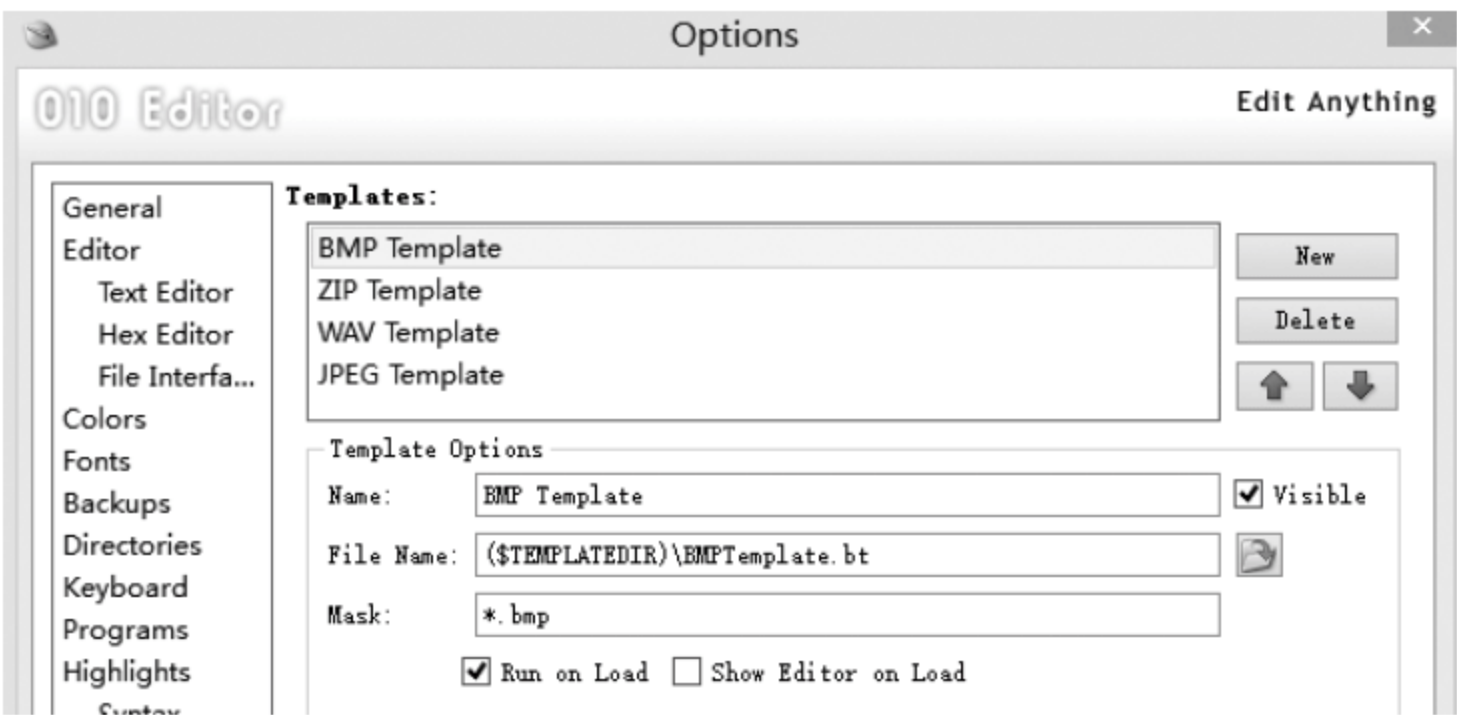 Options
010 Editor
Edit Anything
General
Editor
Text Editor
Hex Editor
File Interfa...
Colors
Fonts
Backups
Directories
Keyboard
Programs
Highlights
Syntax
Templates:
BMP Template
ZIP Template
WAV Template
JPEG Template
New
Delete
Template Options
Name: BMP Template Visible
File Name: ($TEMPLATEDIR)\BMPTemplate.bt
Mask: *.bmp
Run on Load Show Editor on Load